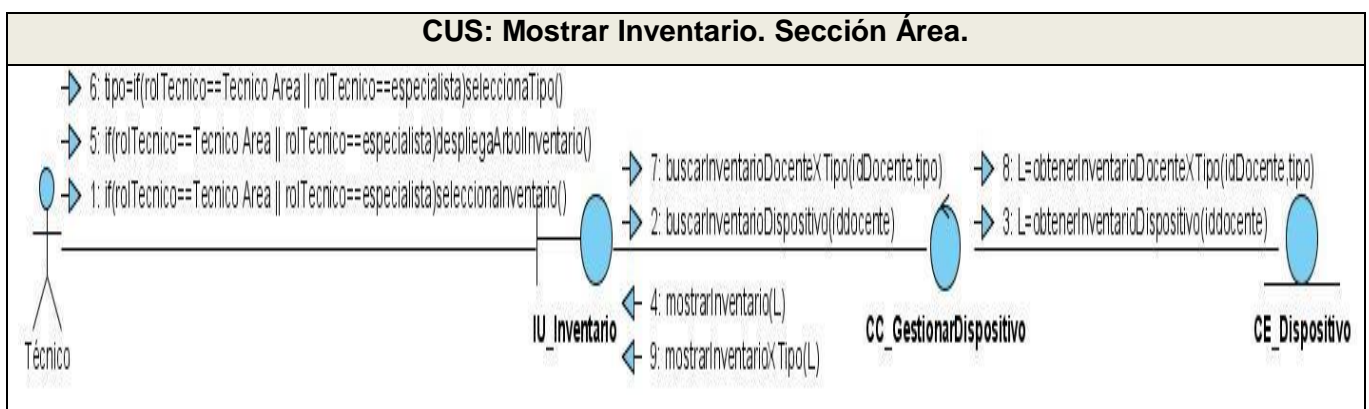 CUS: Mostrar Inventario. Sección Área.
6: tipo=if(rolTecnico==Tecnico Area || rolTecnico==especialista)seleccionaTipo()
5: if(rolTecnico==Tecnico Area || rolTecnico==especialista)despliegaArbolInventario()
1: if(rolTecnico==Tecnico Area || rolTecnico==especialista)seleccionaInventario()
7: buscarInventarioDocenteXTipo(idDocente,tipo)
2: buscarInventarioDispositivo(iddocente)
8: L=obtenerInventarioDocenteXTipo(idDocente,tipo)
3: L=obtenerInventarioDispositivo(iddocente)
4: mostrarInventario(L)
9: mostrarInventarioXTipo(L)
Técnico
IU_Inventario
CC_GestionarDispositivo
CE_Dispositivo